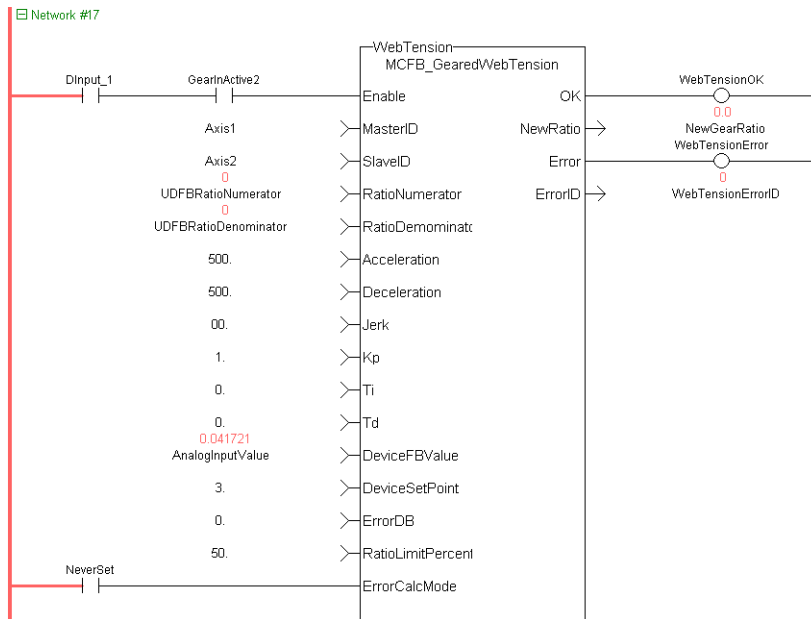 Network #17
WebTension
MCFB_GearedWebTension
DInput_1
GearInActive2
Enable
OK
WebTensionOK
0.0
Axis1
MasterID
NewRatio
NewGearRatio
WebTensionError
Axis2
SlaveID
Error
0
0
UDFBRatioNumerator
RatioNumerator
ErrorID
WebTensionErrorID
0
UDFBRatioDenominator
RatioDemominatc
500.
Acceleration
500.
Deceleration
00.
Jerk
1.
Kp
0.
Ti
0.
Td
0.041721
AnalogInputValue
DeviceFBValue
3.
DeviceSetPoint
0.
ErrorDB
50.
RatioLimitPercent
NeverSet
ErrorCalcMode